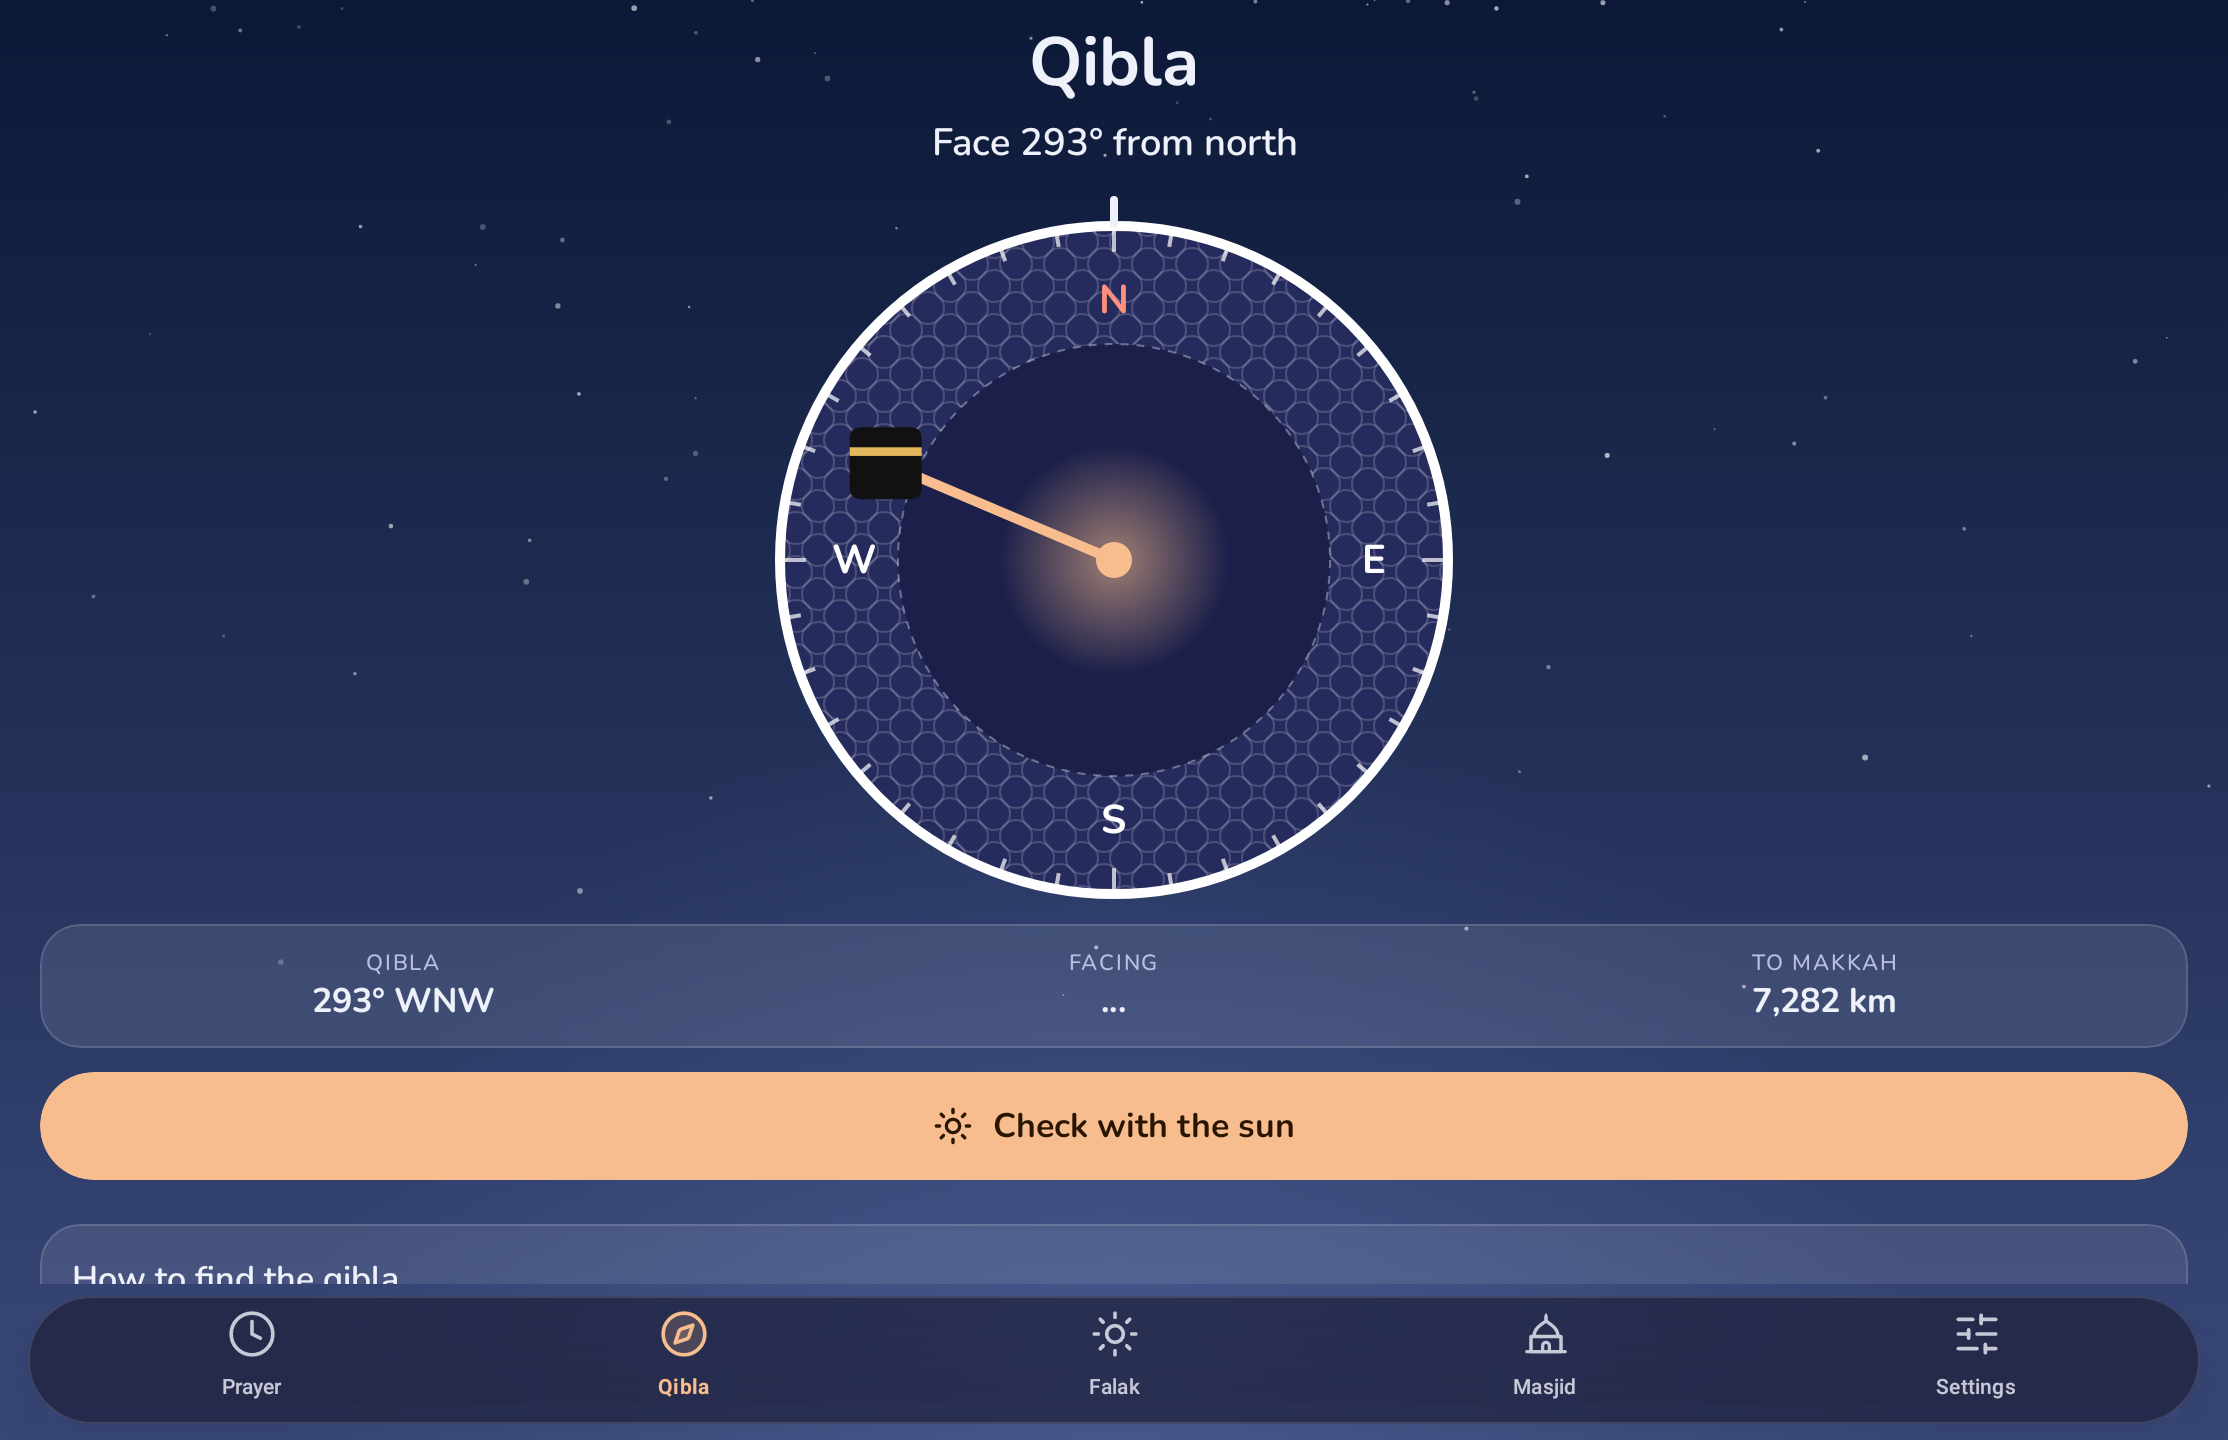 Qibla
Face 293° from north
N
W
E
S
QIBLA
293° WNW
FACING
...
TO MAKKAH
7,282 km
Check with the sun
How to find the qibla
Prayer
Qibla
Falak
Masjid
Settings